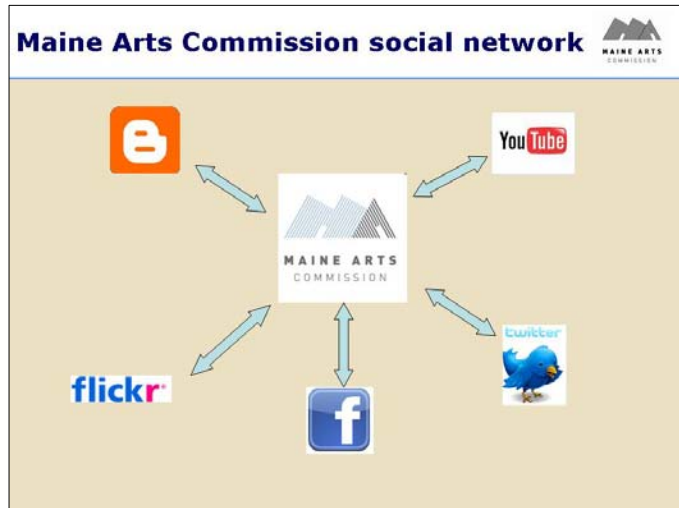 Maine Arts Commission social network
MAINE ARTS
COMMISSION
YouTube
MAINE ARTS
COMMISSION
twitter
flickr